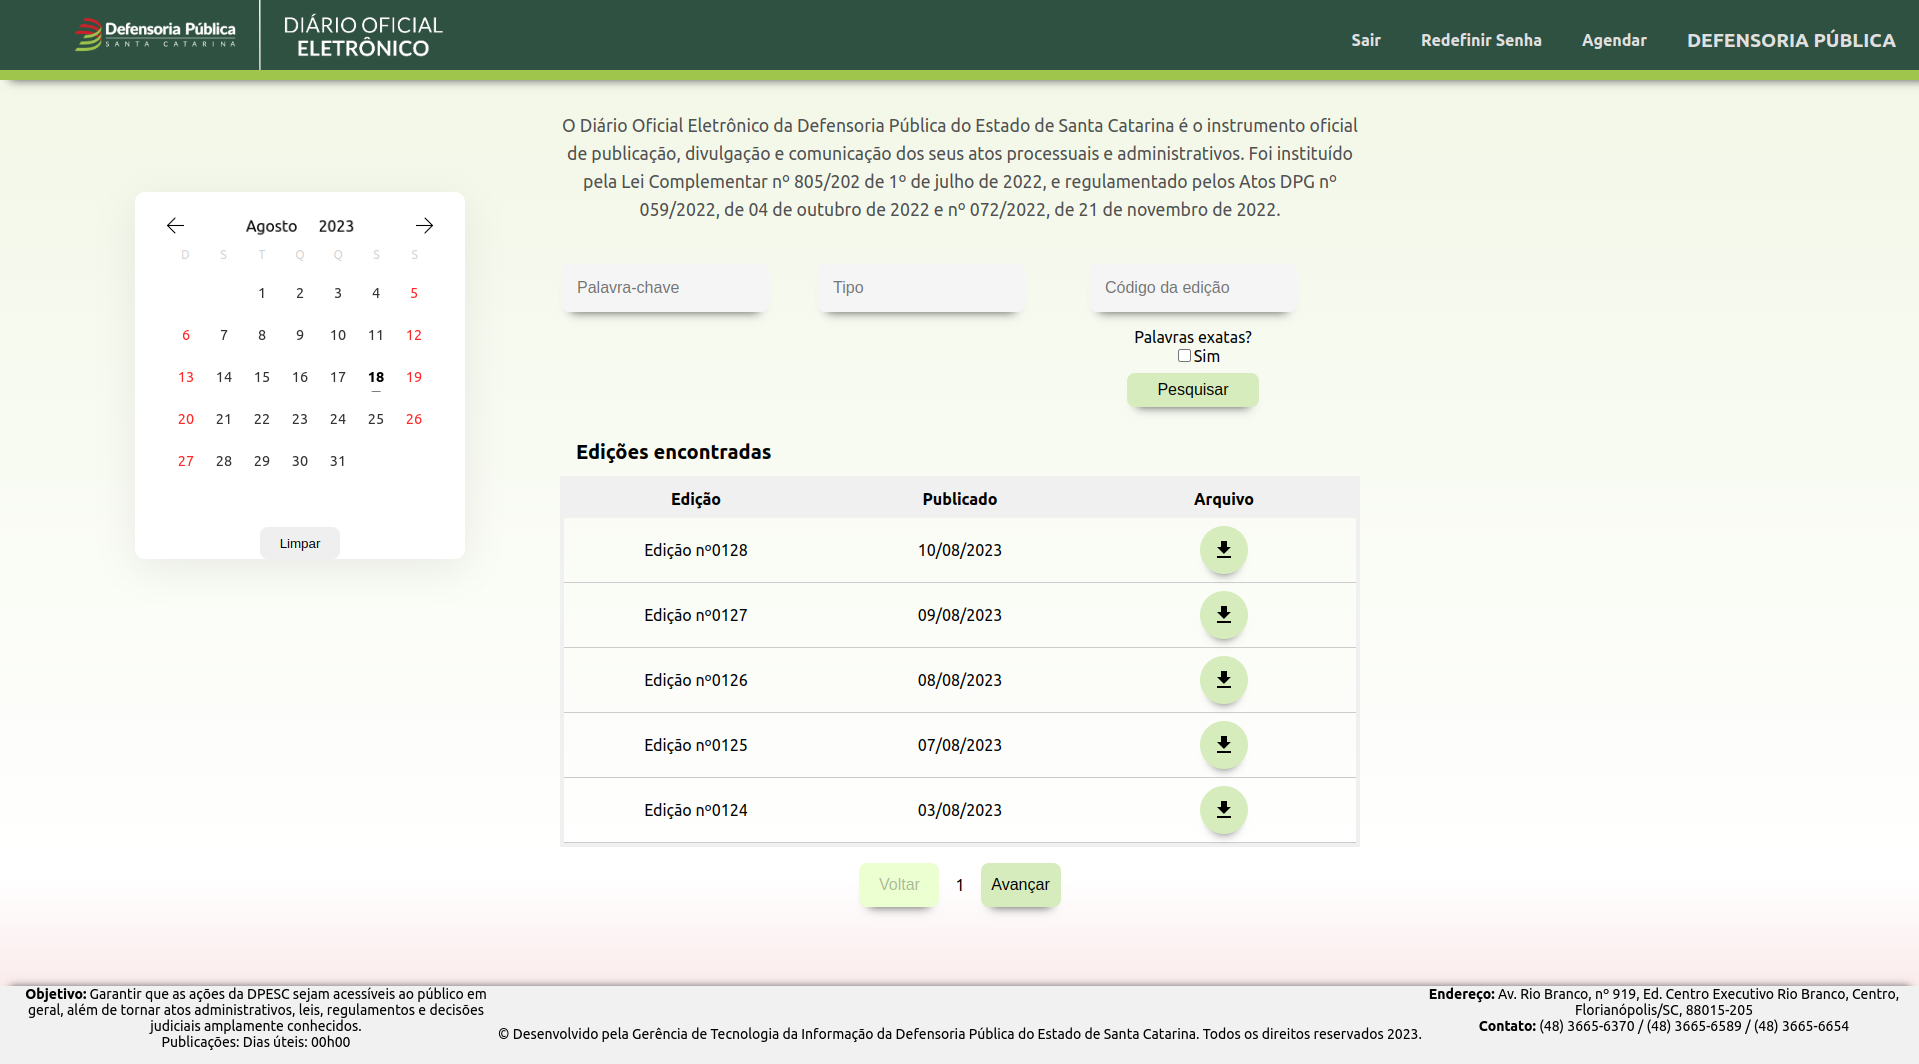 Defensoria Pública
SANTA CATARINA
DIÁRIO OFICIAL
ELETRÔNICO
Sair
Redefinir Senha
Agendar
DEFENSORIA PÚBLICA
O Diário Oficial Eletrônico da Defensoria Pública do Estado de Santa Catarina é o instrumento oficial
de publicação, divulgação e comunicação dos seus atos processuais e administrativos. Foi instituído
pela Lei Complementar nº 805/202 de 1º de julho de 2022, e regulamentado pelos Atos DPG nº
059/2022, de 04 de outubro de 2022 e nº 072/2022, de 21 de novembro de 2022.
Agosto 2023
D S T Q Q S S
1 2 3 4 5
6 7 8 9 10 11 12
13 14 15 16 17 18 19
20 21 22 23 24 25 26
27 28 29 30 31
Limpar
Palavra-chave
Tipo
Código da edição
Palavras exatas?
Sim
Pesquisar
Edições encontradas
Edição Publicado Arquivo
Edição nº0128 10/08/2023
Edição nº0127 09/08/2023
Edição nº0126 08/08/2023
Edição nº0125 07/08/2023
Edição nº0124 03/08/2023
Voltar 1 Avançar
Objetivo: Garantir que as ações da DPESC sejam acessíveis ao público em
geral, além de tornar atos administrativos, leis, regulamentos e decisões
judiciais amplamente conhecidos.
Publicações: Dias úteis: 00h00
© Desenvolvido pela Gerência de Tecnologia da Informação da Defensoria Pública do Estado de Santa Catarina. Todos os direitos reservados 2023.
Endereço: Av. Rio Branco, nº 919, Ed. Centro Executivo Rio Branco, Centro,
Florianópolis/SC, 88015-205
Contato: (48) 3665-6370 / (48) 3665-6589 / (48) 3665-6654